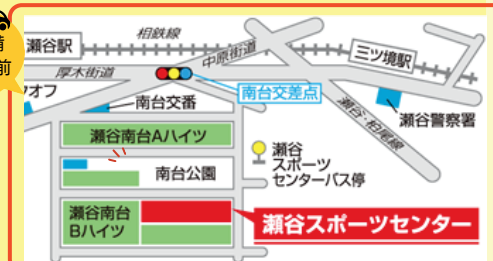 備
前
相鉄線
瀬谷駅
中原街道
三ツ境駅
厚木街道
オフ
南台交番
南台交差点
瀬谷・柏尾線
瀬谷警察署
瀬谷南台Aハイツ
瀬谷
スポーツ
センターバス停
南台公園
瀬谷南台
Bハイツ
瀬谷スポーツセンター